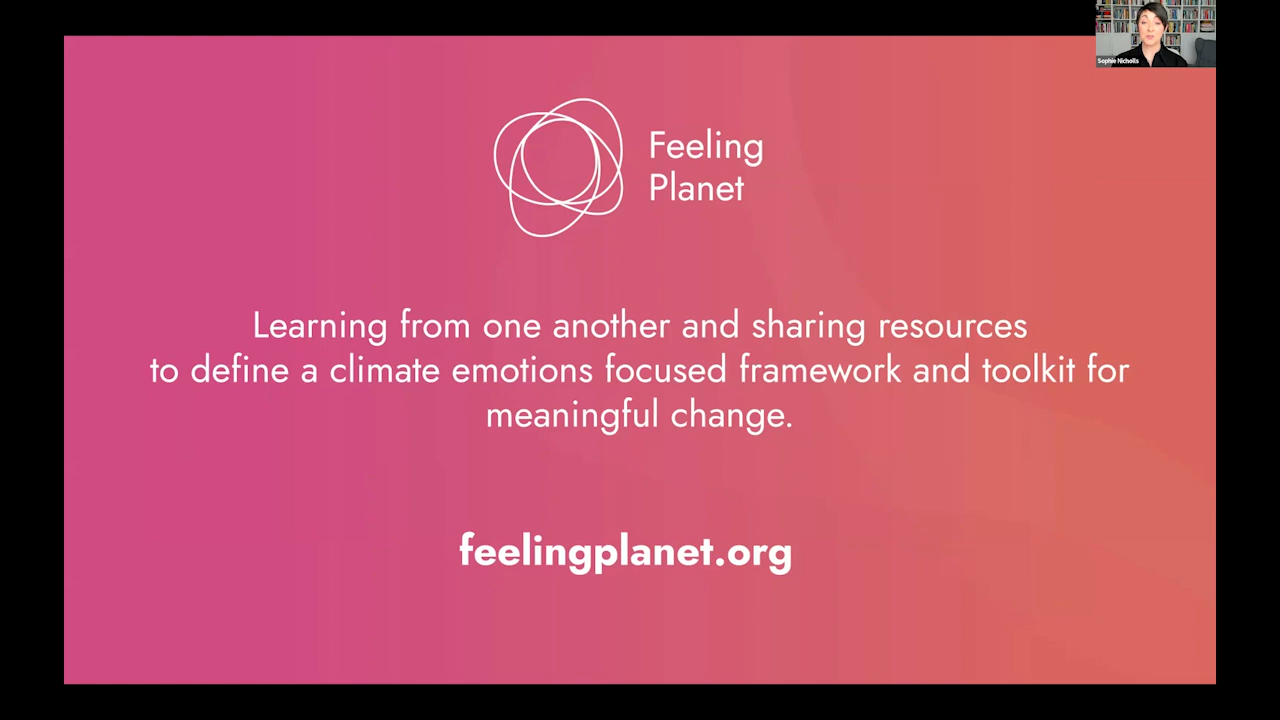 Sophie Nicholls
Feeling
Planet
Learning from one another and sharing resources
to define a climate emotions focused framework and toolkit for
meaningful change.
feelingplanet.org